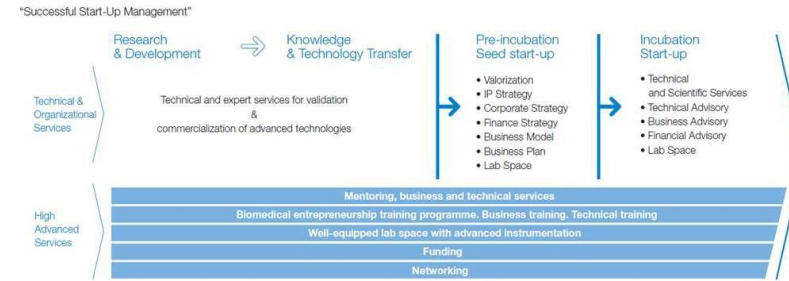 “Successful Start-Up Management”
Research
& Development
Knowledge
& Technology Transfer
Pre-incubation
Seed start-up
Incubation
Start-up
Technical &
Organizational
Services
Technical and expert services for validation
&
commercialization of advanced technologies
• Valorization
• IP Strategy
• Corporate Strategy
• Finance Strategy
• Business Model
• Business Plan
• Lab Space
• Technical
and Scientific Services
• Technical Advisory
• Business Advisory
• Financial Advisory
• Lab Space
High
Advanced
Services
Mentoring, business and technical services
Biomedical entrepreneurship training programme. Business training. Technical training
Well-equipped lab space with advanced instrumentation
Funding
Networking